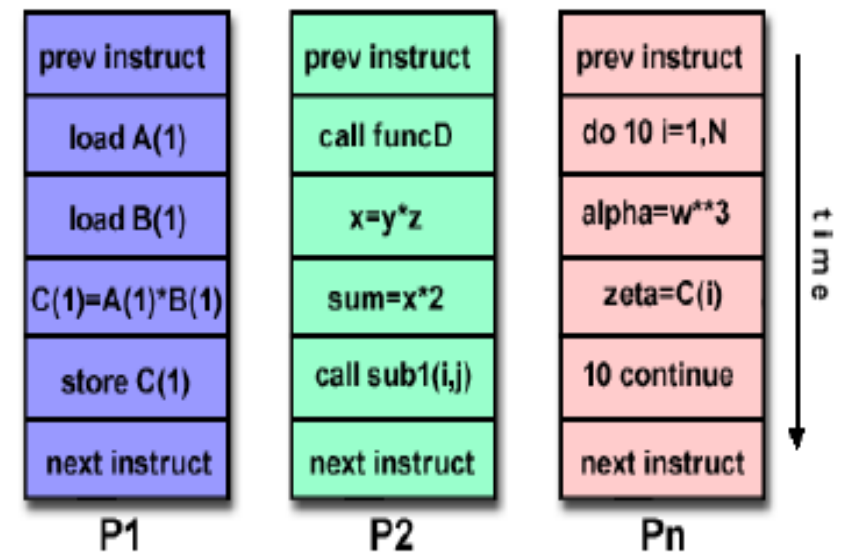 prev instruct
load A(1)
load B(1)
C(1)=A(1)*B(1)
store C(1)
next instruct
P1
prev instruct
call funcD
x=y*z
sum=x*2
call sub1(i,j)
next instruct
P2
prev instruct
do 10 i=1,N
alpha=w**3
zeta=C(i)
10 continue
next instruct
Pn
time